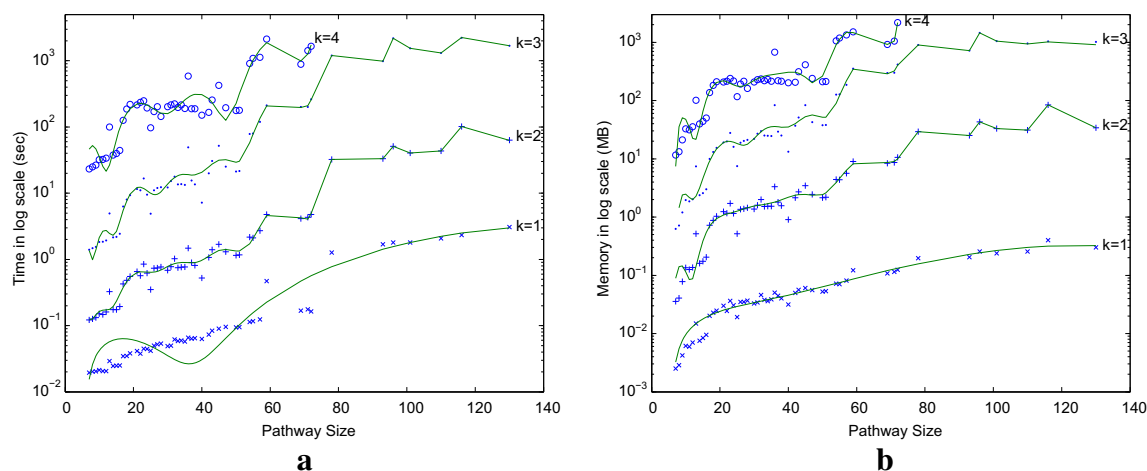 10^3
10^2
10^1
10^0
10^−1
10^−2
Time in log scale (sec)
k=4
k=3
k=2
k=1
0 20 40 60 80 100 120 140
Pathway Size
a
10^3
10^2
10^1
10^0
10^−1
10^−2
10^−3
Memory in log scale (MB)
k=4
k=3
k=2
k=1
0 20 40 60 80 100 120 140
Pathway Size
b